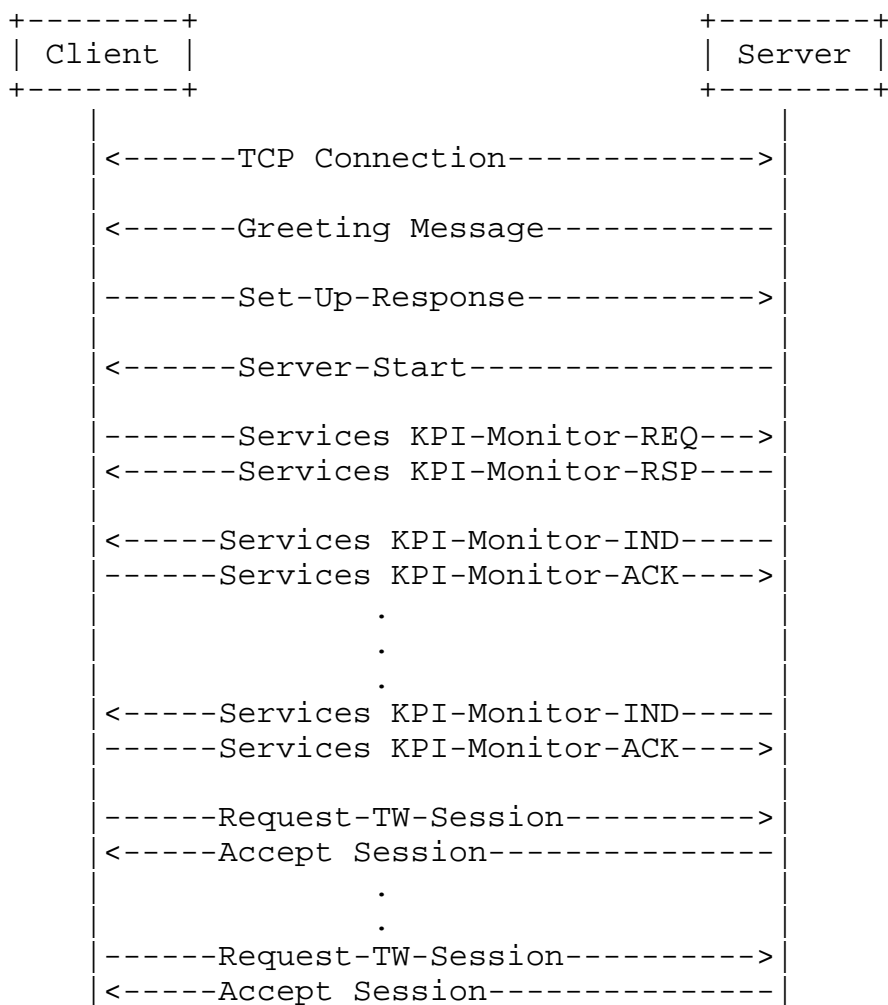 +--------+                           +--------+
| Client |                           | Server |
+--------+                           +--------+
    |                                    |
    |<------TCP Connection------------->|
    |                                    |
    |<------Greeting Message------------|
    |                                    |
    |-------Set-Up-Response------------>|
    |                                    |
    |<------Server-Start----------------|
    |                                    |
    |-------Services KPI-Monitor-REQ--->|
    |<------Services KPI-Monitor-RSP----|
    |                                    |
    |<-----Services KPI-Monitor-IND-----|
    |------Services KPI-Monitor-ACK---->|
    |              .                     |
    |              .                     |
    |              .                     |
    |<-----Services KPI-Monitor-IND-----|
    |------Services KPI-Monitor-ACK---->|
    |                                    |
    |------Request-TW-Session---------->|
    |<-----Accept Session---------------|
    |              .                     |
    |              .                     |
    |------Request-TW-Session---------->|
    |<-----Accept Session---------------|